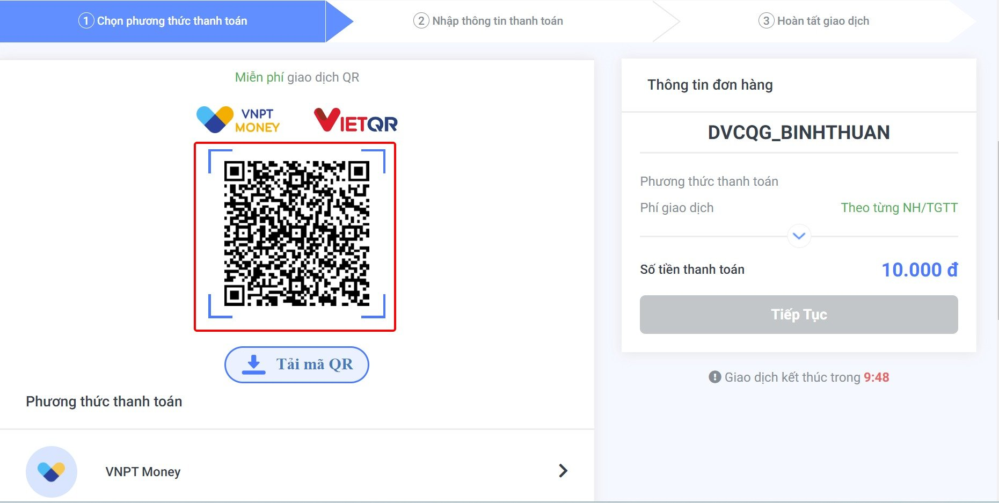 1 Chọn phương thức thanh toán
2 Nhập thông tin thanh toán
3 Hoàn tất giao dịch
Miễn phí giao dịch QR
VNPT
MONEY
VIETQR
Tải mã QR
Phương thức thanh toán
VNPT Money
Thông tin đơn hàng
DVCQG_BINHTHUAN
Phương thức thanh toán
Phí giao dịch Theo từng NH/TGTT
Số tiền thanh toán 10.000 đ
Tiếp Tục
Giao dịch kết thúc trong 9:48